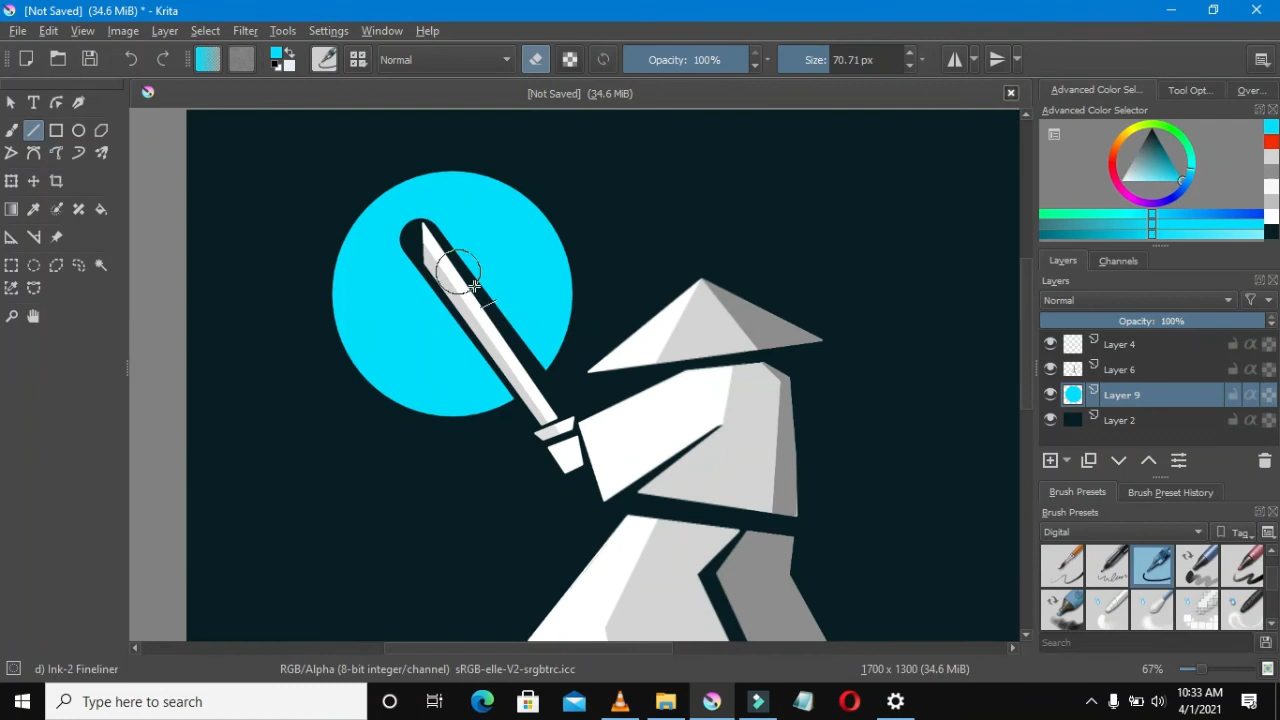 [Not Saved] (34.6 MiB) * - Krita
File Edit View Image Layer Select Filter Tools Settings Window Help
Normal Opacity: 100% Size: 70.71 px
[Not Saved] (34.6 MiB)
Advanced Color Sel... Tool Opt... Over...
Advanced Color Selector
Layers Channels
Layers
Normal
Opacity: 100%
Layer 4
Layer 6
Layer 9
Layer 2
Brush Presets Brush Preset History
Brush Presets
Digital Tag
Search
d) Ink-2 Fineliner RGB/Alpha (8-bit integer/channel) sRGB-elle-V2-srgbtrc.icc 1700 x 1300 (34.6 MiB) 67%
Type here to search
10:33 AM
4/1/2021